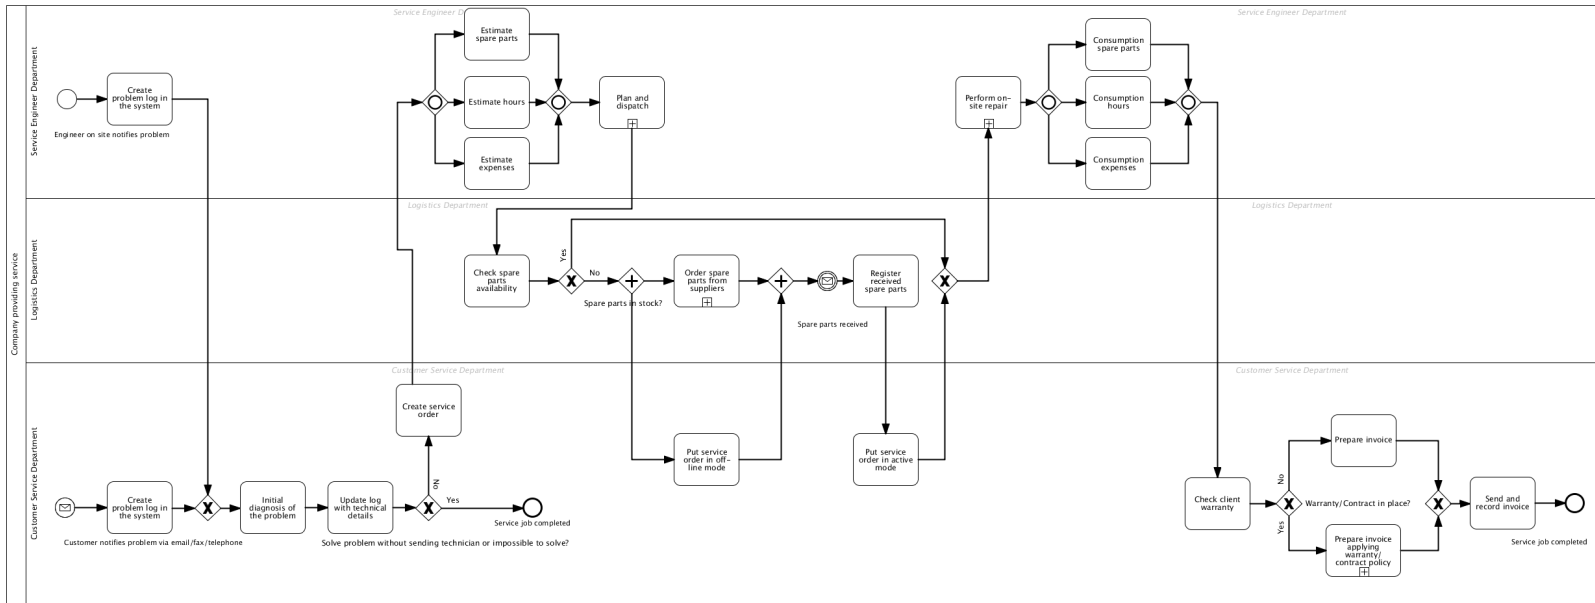 Company providing service
Service Engineer Department
Service Engineer D
Service Engineer Department
Create
problem log in
the system
Engineer on site notifies problem
Estimate
spare parts
Estimate hours
Estimate
expenses
Plan and
dispatch
Perform on-
site repair
Consumption
spare parts
Consumption
hours
Consumption
expenses
Logistics Department
Logistics Department
Logistics Department
Check spare
parts
availability
Yes
No
Spare parts in stock?
Order spare
parts from
suppliers
Spare parts received
Register
received
spare parts
Customer Service Department
Customer Service Department
Customer Service Department
Customer notifies problem via email/fax/telephone
Create
problem log in
the system
Initial
diagnosis of
the problem
Update log
with technical
details
Solve problem without sending technician or impossible to solve?
No
Yes
Create service
order
Service job completed
Put service
order in off-
line mode
Put service
order in active
mode
Check client
warranty
No
Yes
Warranty/Contract in place?
Prepare invoice
Prepare invoice
applying
warranty/
contract policy
Send and
record invoice
Service job completed